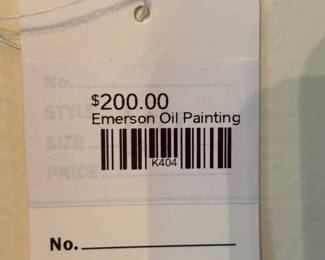 $200.00
Emerson Oil Painting
K404
No.
STYLE
SIZE
PRICE
No.